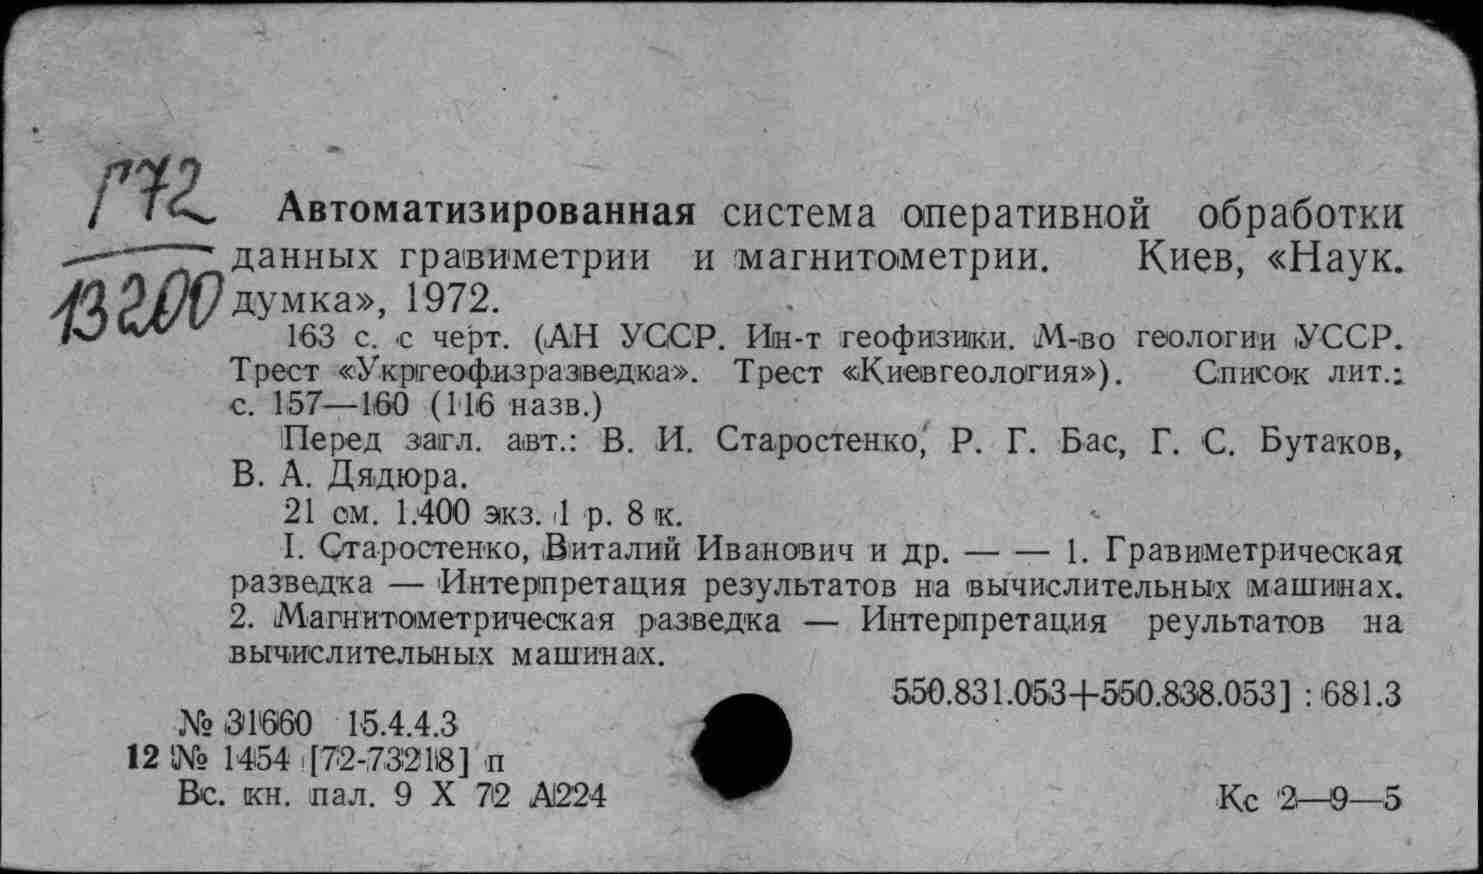 Г72
13200
Автоматизированная система оперативной обработки
данных гравиметрии и магнитометрии. Киев, «Наук.
думка», 1972.
163 с. с черт. (АН УССР. Ин-т геофизики. М-во геологии УССР.
Трест «Укргеофизразведка». Трест «Киевгеология»). Список лит.:
с. 157—160 (116 назв.)
Перед загл. авт.: В. И. Старостенко, Р. Г. Бас, Г. С. Бутаков,
В. А. Дядюра.
21 см. 1.400 экз. 1 р. 8 к.
I. Старостенко, Виталий Иванович и др. — — 1. Гравиметрическая
разведка — Интерпретация результатов на вычислительных машинах.
2. Магнитометрическая разведка — Интерпретация реультатов на
вычислительных машинах.
550.831.053+550.838.053] : 681.3
№ 31660 15.4.4.3
12 № 1454 [72-73218] п
Вс. кн. пал. 9 X 72 А224
Кс 2—9—5